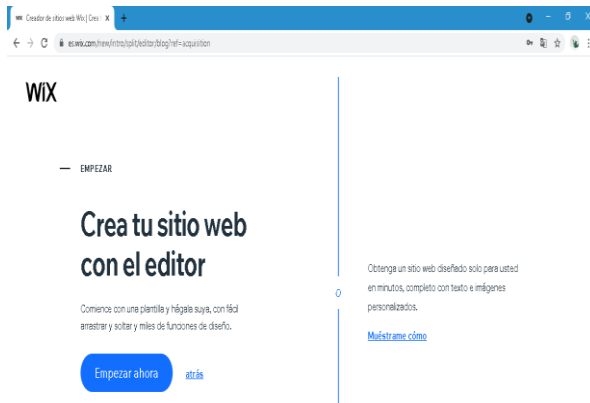 WIX Creador de sitios web Wix | Crea X +
es.wix.com/new/intro/split/editor/blog?ref=acquisition
WiX
EMPEZAR
Crea tu sitio web
con el editor
Comience con una plantilla y hágala suya, con fácil
arrastrar y soltar y miles de funciones de diseño.
Empezar ahora atrás
O
Obtenga un sitio web diseñado solo para usted
en minutos, completo con texto e imágenes
personalizados.
Muéstrame cómo